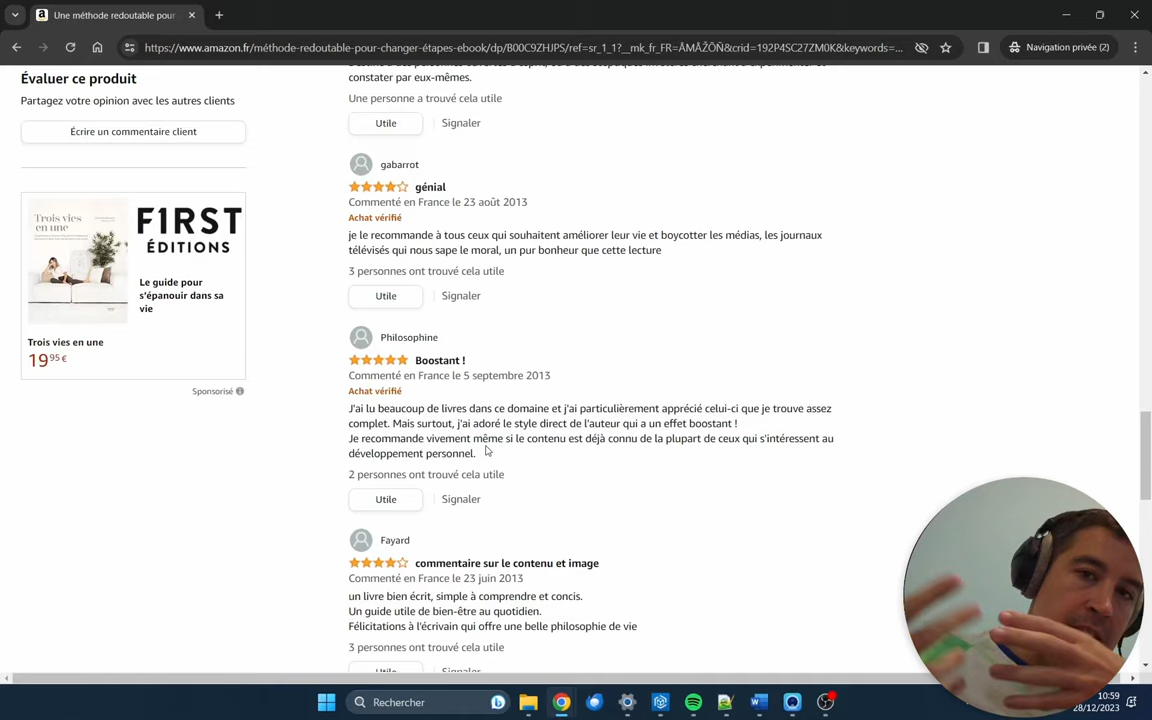 Une méthode redoutable pour
https://www.amazon.fr/méthode-redoutable-pour-changer-étapes-ebook/dp/B00C9ZHJPS/ref=sr_1_1?__mk_fr_FR=ÅMÅŽÕÑ&crid=192P4SC27ZM0K&keywords=...
Navigation privée (2)
Évaluer ce produit
Partagez votre opinion avec les autres clients
Écrire un commentaire client
Trois vies
en une
FIRST
ÉDITIONS
Le guide pour
s'épanouir dans sa
vie
Trois vies en une
19,95 €
Sponsorisé
constater par eux-mêmes.
Une personne a trouvé cela utile
Utile
Signaler
gabarrot
génial
Commenté en France le 23 août 2013
Achat vérifié
je le recommande à tous ceux qui souhaitent améliorer leur vie et boycotter les médias, les journaux
télévisés qui nous sape le moral, un pur bonheur que cette lecture
3 personnes ont trouvé cela utile
Utile
Signaler
Philosophine
Boostant !
Commenté en France le 5 septembre 2013
Achat vérifié
J'ai lu beaucoup de livres dans ce domaine et j'ai particulièrement apprécié celui-ci que je trouve assez
complet. Mais surtout, j'ai adoré le style direct de l'auteur qui a un effet boostant !
Je recommande vivement même si le contenu est déjà connu de la plupart de ceux qui s'intéressent au
développement personnel.
2 personnes ont trouvé cela utile
Utile
Signaler
Fayard
commentaire sur le contenu et image
Commenté en France le 23 juin 2013
un livre bien écrit, simple à comprendre et concis.
Un guide utile de bien-être au quotidien.
Félicitations à l'écrivain qui offre une belle philosophie de vie
3 personnes ont trouvé cela utile
Utile
Signaler
Rechercher
10:59
28/12/2023